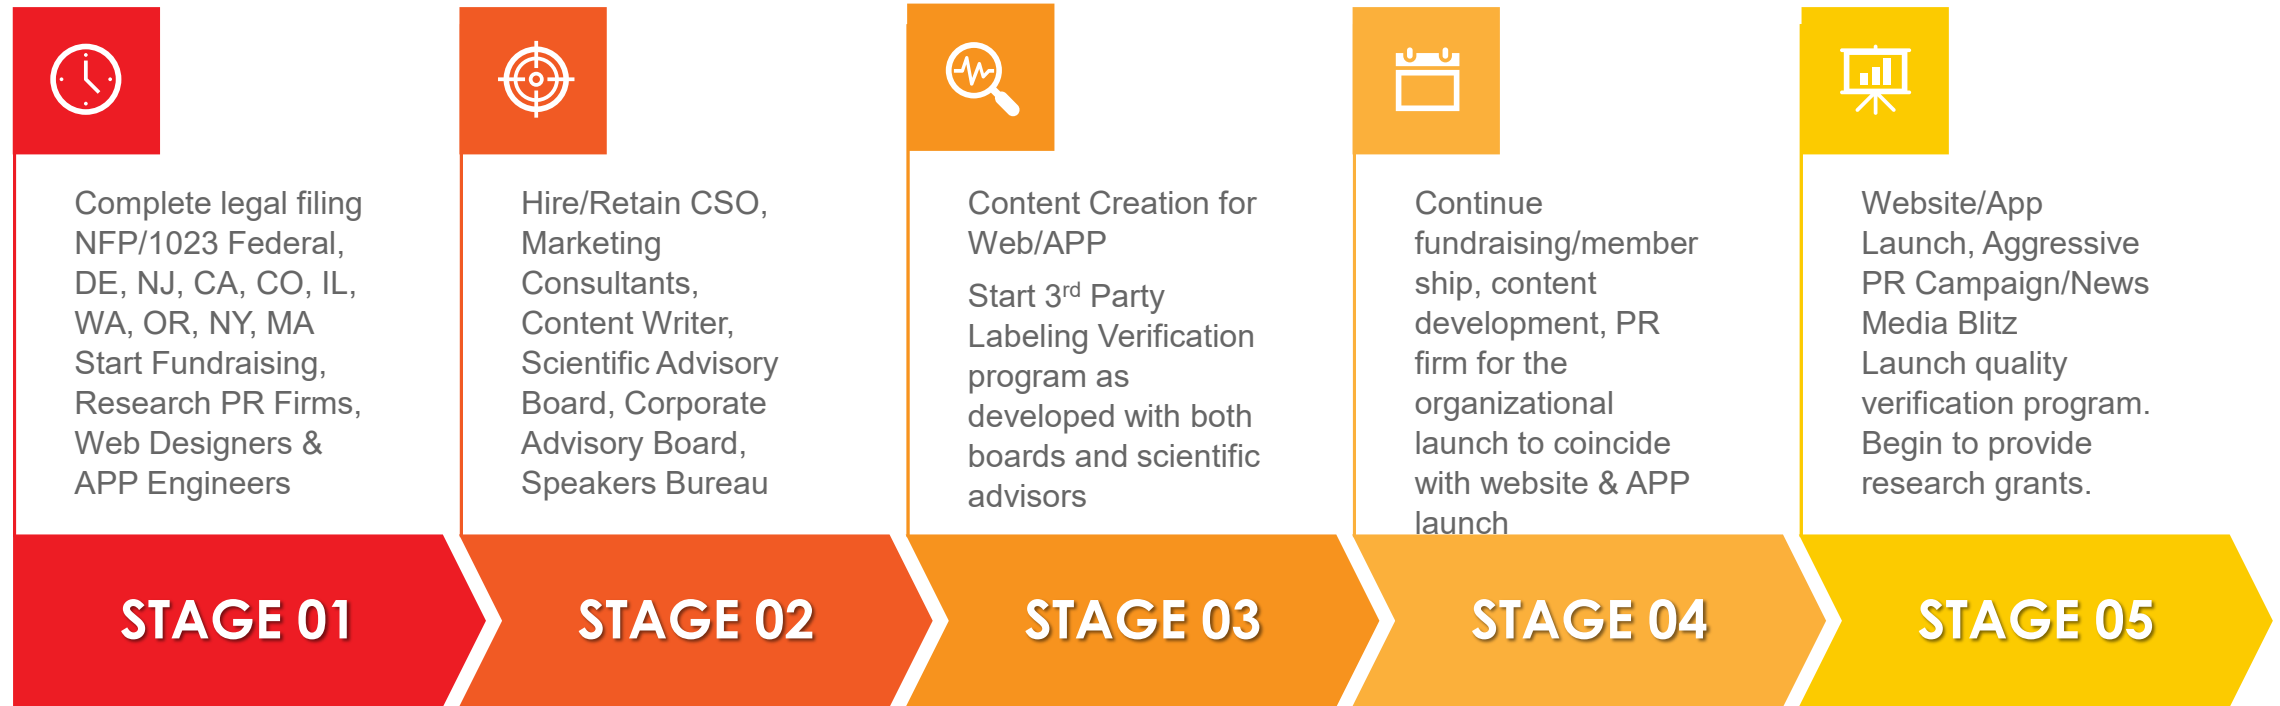 Complete legal filing
NFP/1023 Federal,
DE, NJ, CA, CO, IL,
WA, OR, NY, MA
Start Fundraising,
Research PR Firms,
Web Designers &
APP Engineers
STAGE 01
Hire/Retain CSO,
Marketing
Consultants,
Content Writer,
Scientific Advisory
Board, Corporate
Advisory Board,
Speakers Bureau
STAGE 02
Content Creation for
Web/APP
Start 3rd Party
Labeling Verification
program as
developed with both
boards and scientific
advisors
STAGE 03
Continue
fundraising/member
ship, content
development, PR
firm for the
organizational
launch to coincide
with website & APP
launch
STAGE 04
Website/App
Launch, Aggressive
PR Campaign/News
Media Blitz
Launch quality
verification program.
Begin to provide
research grants.
STAGE 05